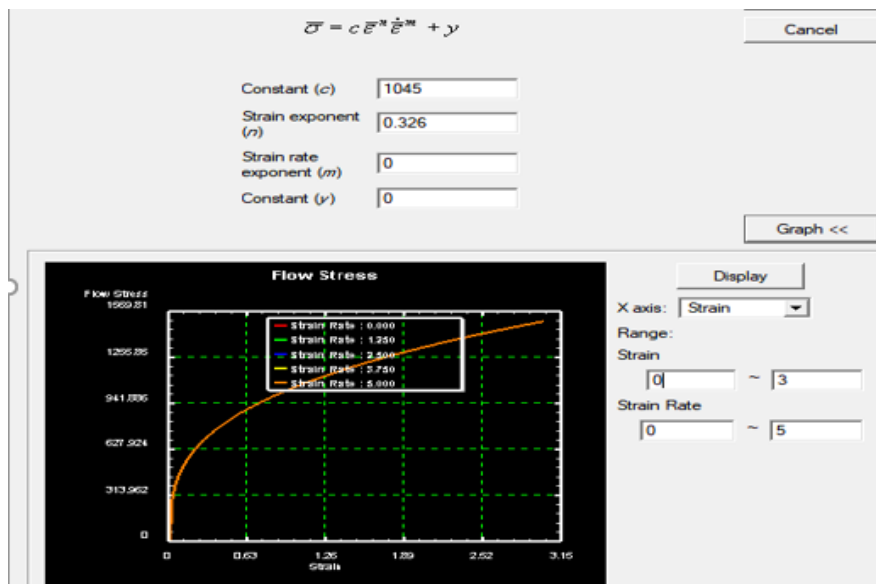 σ̅ = c ε̅ⁿ ε̅̇ᵐ + y
Cancel
Constant (c)
1045
Strain exponent
(n)
0.326
Strain rate
exponent (m)
0
Constant (y)
0
Graph <<
Flow Stress
Flow Stress
1569.81
1255.85
941.886
627.924
313.962
0
Strain Rate : 0.000
Strain Rate : 1.250
Strain Rate : 2.500
Strain Rate : 3.750
Strain Rate : 5.000
0 0.63 1.26 1.89 2.52 3.15
Strain
Display
X axis: Strain
Range:
Strain
0 ~ 3
Strain Rate
0 ~ 5